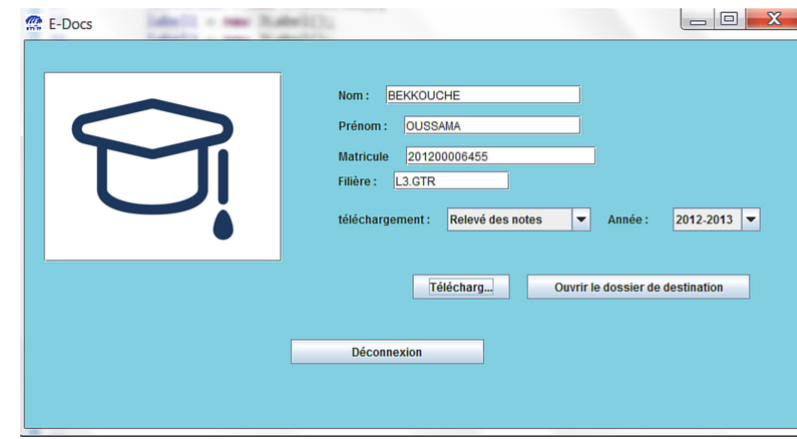 E-Docs
Nom : BEKKOUCHE
Prénom : OUSSAMA
Matricule 201200006455
Filière : L3.GTR
téléchargement : Relevé des notes Année : 2012-2013
Télécharg... Ouvrir le dossier de destination
Déconnexion